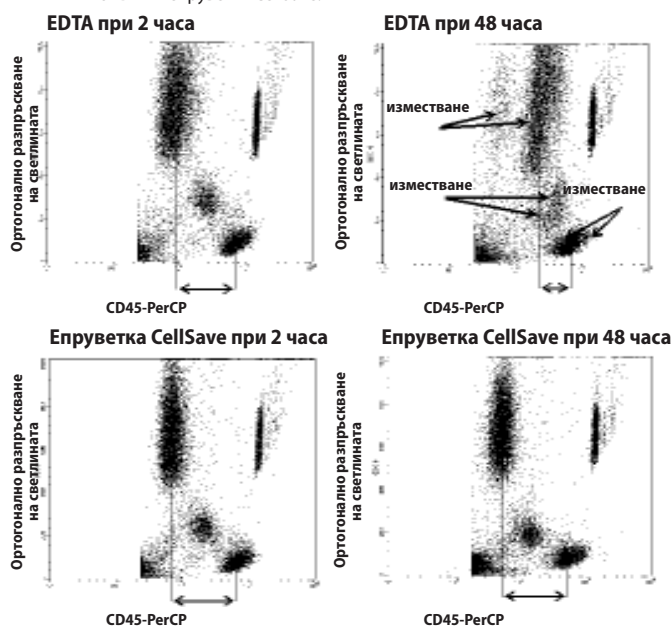 EDTA при 2 часа
EDTA при 48 часа
Ортогонално разпръскване
на светлината
Ортогонално разпръскване
на светлината
изместване
изместване
изместване
CD45-PerCP
CD45-PerCP
Епруветка CellSave при 2 часа
Епруветка CellSave при 48 часа
Ортогонално разпръскване
на светлината
Ортогонално разпръскване
на светлината
CD45-PerCP
CD45-PerCP